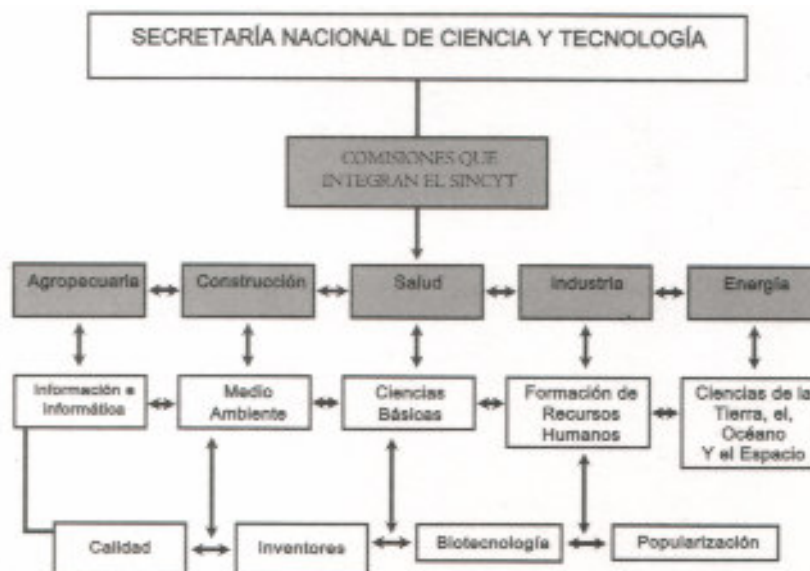 SECRETARÍA NACIONAL DE CIENCIA Y TECNOLOGÍA
COMISIONES QUE
INTEGRAN EL SINCYT
Agropecuaria
Construcción
Salud
Industria
Energía
Información e
Informática
Medio
Ambiente
Ciencias
Básicas
Formación de
Recursos
Humanos
Ciencias de la
Tierra, el,
Océano
Y el Espacio
Calidad
Inventores
Biotecnología
Popularización